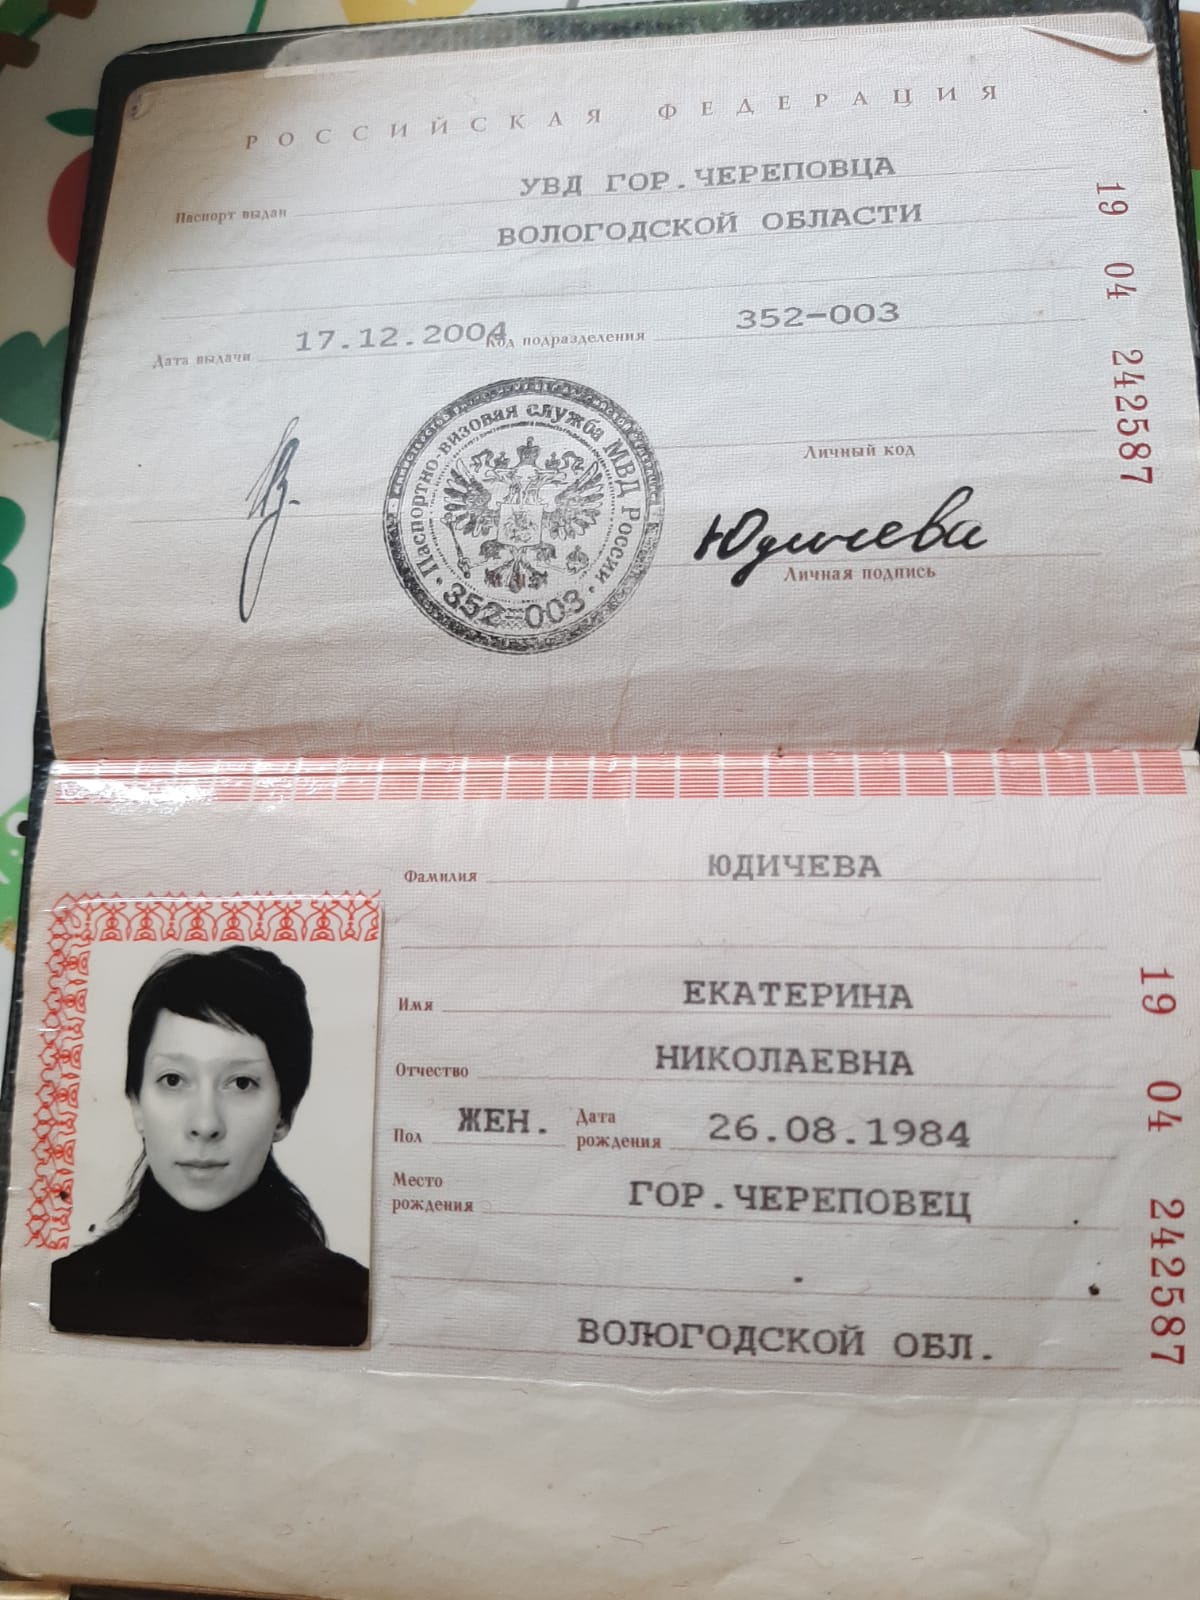 РОССИЙСКАЯ ФЕДЕРАЦИЯ
Паспорт выдан УВД ГОР.ЧЕРЕПОВЦА
ВОЛОГОДСКОЙ ОБЛАСТИ
Дата выдачи 17.12.2004 Код подразделения 352-003
Личный код
Паспортно-визовая служба МВД России
352-003
Юдичева
Личная подпись
19 04 242587
Фамилия ЮДИЧЕВА
Имя ЕКАТЕРИНА
Отчество НИКОЛАЕВНА
Пол ЖЕН. Дата рождения 26.08.1984
Место рождения ГОР.ЧЕРЕПОВЕЦ
ВОЛОГОДСКОЙ ОБЛ.
19 04 242587